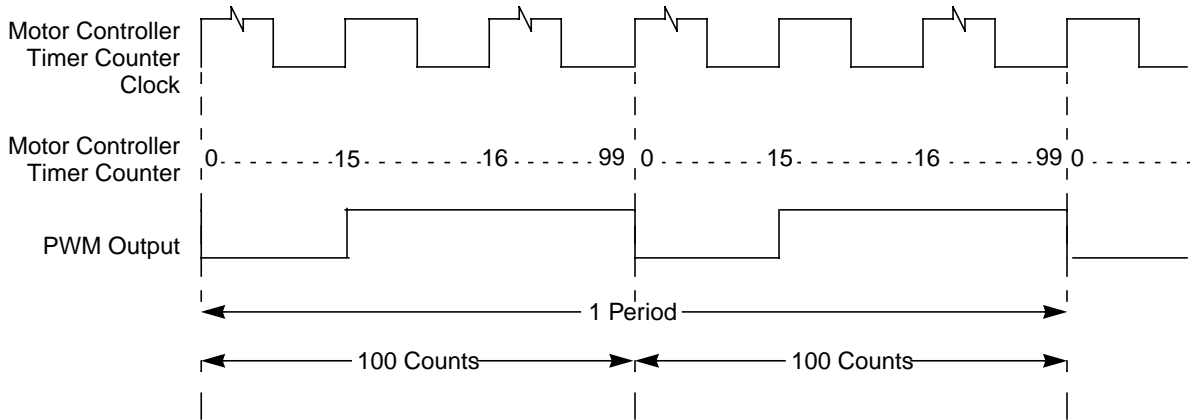 Motor Controller
Timer Counter
Clock
Motor Controller
Timer Counter
0 15 16 99 0 15 16 99 0
PWM Output
1 Period
100 Counts 100 Counts